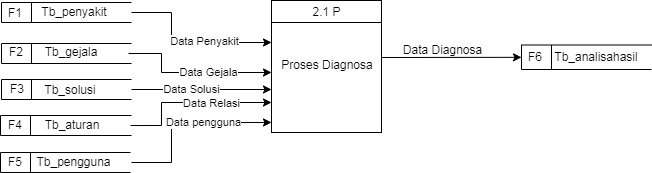 F1 Tb_penyakit
2.1 P
Data Penyakit
F2 Tb_gejala
Data Diagnosa
F6 Tb_analisahasil
Proses Diagnosa
Data Gejala
F3 Tb_solusi
Data Solusi
Data Relasi
F4 Tb_aturan
Data pengguna
F5 Tb_pengguna